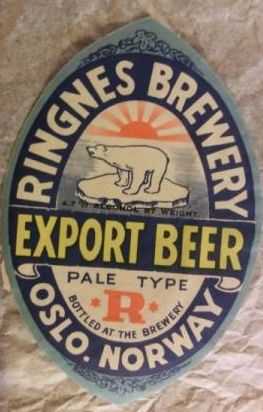 RINGNES BREWERY
4.7 % ALCOHOL BY WEIGHT
EXPORT BEER
PALE TYPE
*R*
BOTTLED AT THE BREWERY
OSLO. NORWAY